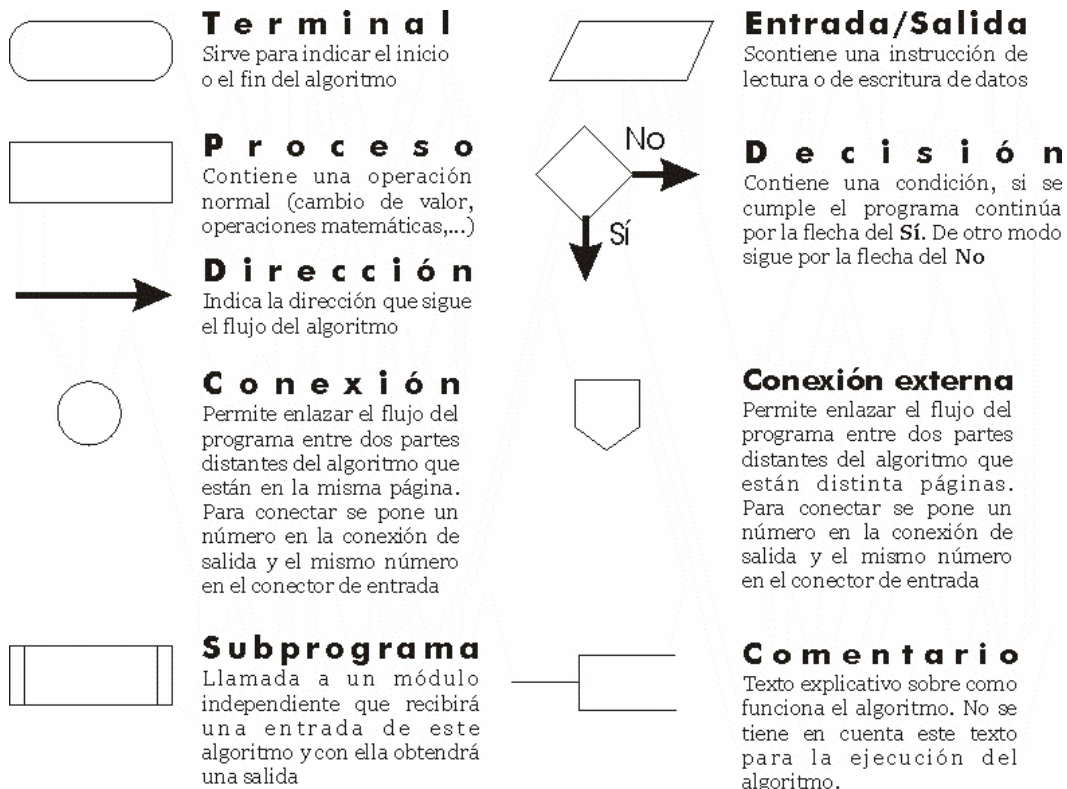 Terminal
Sirve para indicar el inicio
o el fin del algoritmo
Entrada/Salida
Scontiene una instrucción de
lectura o de escritura de datos
Proceso
Contiene una operación
normal (cambio de valor,
operaciones matemáticas,...)
No
Sí
Decisión
Contiene una condición, si se
cumple el programa continúa
por la flecha del Sí. De otro modo
sigue por la flecha del No
Dirección
Indica la dirección que sigue
el flujo del algoritmo
Conexión
Permite enlazar el flujo del
programa entre dos partes
distantes del algoritmo que
están en la misma página.
Para conectar se pone un
número en la conexión de
salida y el mismo número
en el conector de entrada
Conexión externa
Permite enlazar el flujo del
programa entre dos partes
distantes del algoritmo que
están distinta páginas.
Para conectar se pone un
número en la conexión de
salida y el mismo número
en el conector de entrada
Subprograma
Llamada a un módulo
independiente que recibirá
una entrada de este
algoritmo y con ella obtendrá
una salida
Comentario
Texto explicativo sobre como
funciona el algoritmo. No se
tiene en cuenta este texto
para la ejecución del
algoritmo.